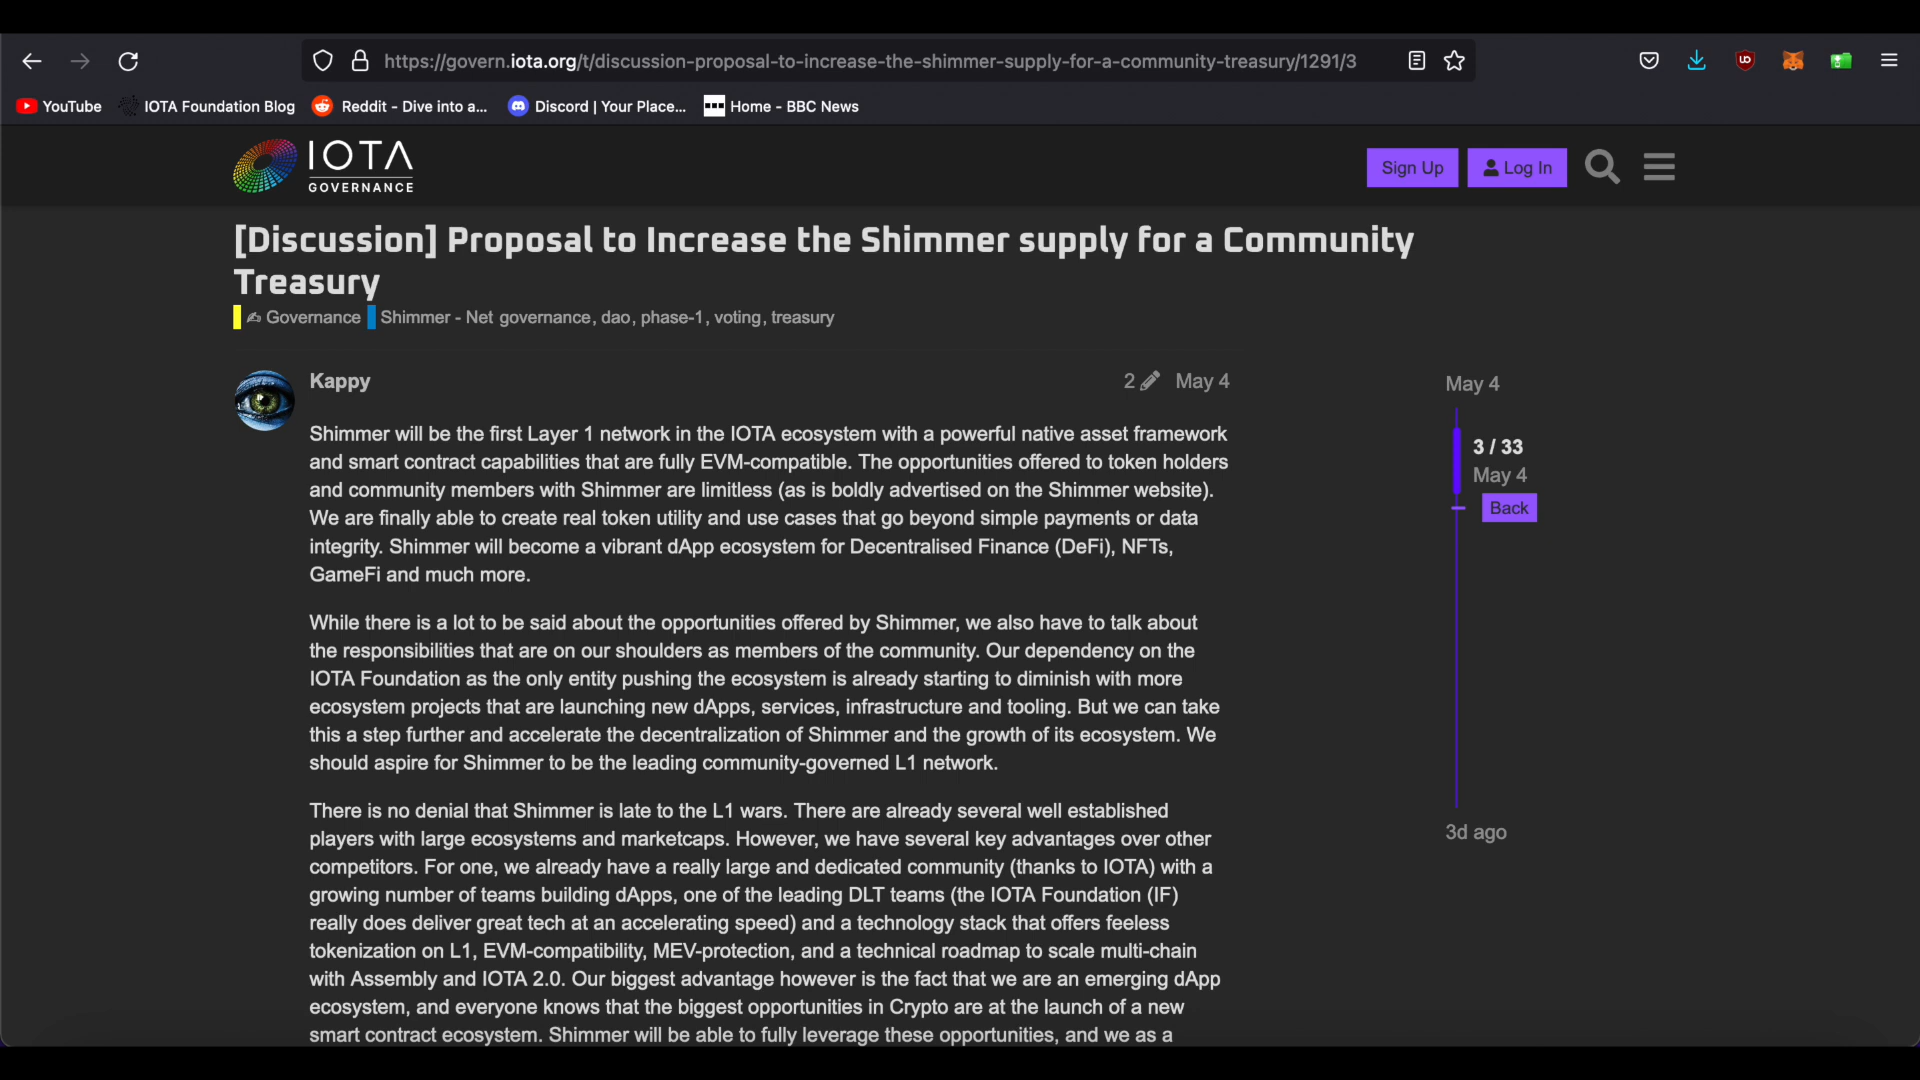 https://govern.iota.org/t/discussion-proposal-to-increase-the-shimmer-supply-for-a-community-treasury/1291/3
YouTube IOTA Foundation Blog Reddit - Dive into a... Discord | Your Place... Home - BBC News
IOTA
GOVERNANCE
Sign Up Log In
[Discussion] Proposal to Increase the Shimmer supply for a Community
Treasury
Governance Shimmer - Net governance, dao, phase-1, voting, treasury
Kappy 2 May 4
Shimmer will be the first Layer 1 network in the IOTA ecosystem with a powerful native asset framework
and smart contract capabilities that are fully EVM-compatible. The opportunities offered to token holders
and community members with Shimmer are limitless (as is boldly advertised on the Shimmer website).
We are finally able to create real token utility and use cases that go beyond simple payments or data
integrity. Shimmer will become a vibrant dApp ecosystem for Decentralised Finance (DeFi), NFTs,
GameFi and much more.
While there is a lot to be said about the opportunities offered by Shimmer, we also have to talk about
the responsibilities that are on our shoulders as members of the community. Our dependency on the
IOTA Foundation as the only entity pushing the ecosystem is already starting to diminish with more
ecosystem projects that are launching new dApps, services, infrastructure and tooling. But we can take
this a step further and accelerate the decentralization of Shimmer and the growth of its ecosystem. We
should aspire for Shimmer to be the leading community-governed L1 network.
There is no denial that Shimmer is late to the L1 wars. There are already several well established
players with large ecosystems and marketcaps. However, we have several key advantages over other
competitors. For one, we already have a really large and dedicated community (thanks to IOTA) with a
growing number of teams building dApps, one of the leading DLT teams (the IOTA Foundation (IF)
really does deliver great tech at an accelerating speed) and a technology stack that offers feeless
tokenization on L1, EVM-compatibility, MEV-protection, and a technical roadmap to scale multi-chain
with Assembly and IOTA 2.0. Our biggest advantage however is the fact that we are an emerging dApp
ecosystem, and everyone knows that the biggest opportunities in Crypto are at the launch of a new
smart contract ecosystem. Shimmer will be able to fully leverage these opportunities, and we as a
May 4
3 / 33
May 4
Back
3d ago